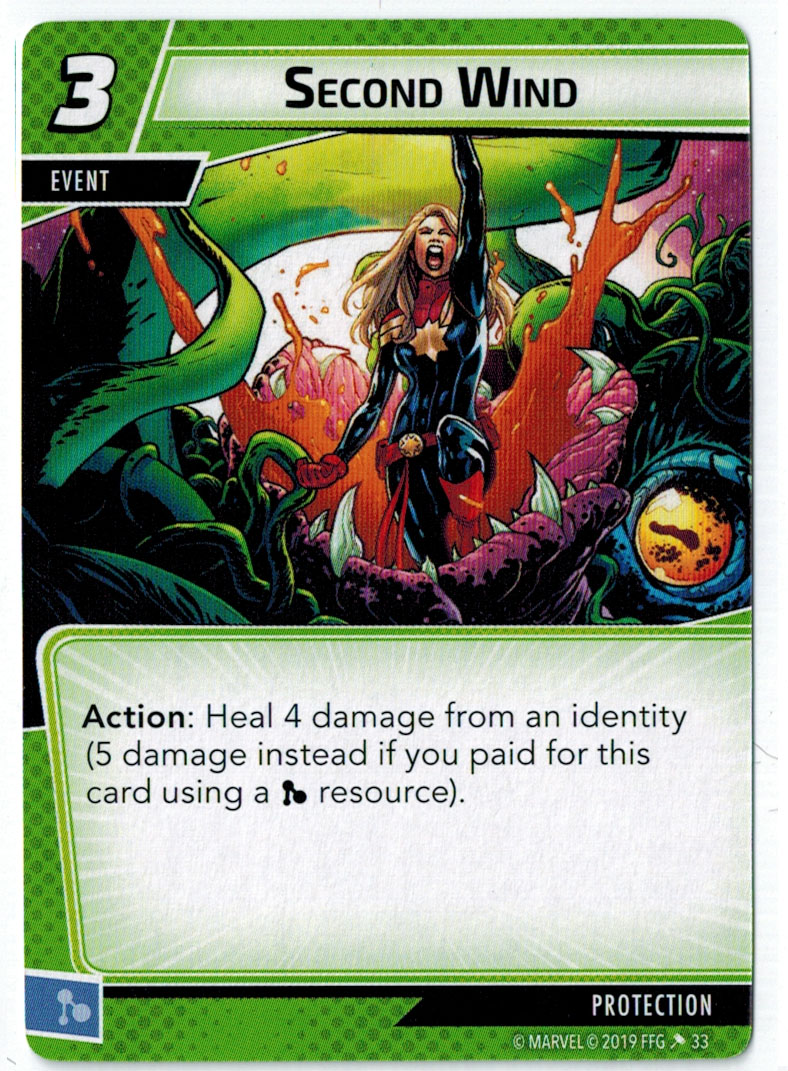 3
SECOND WIND
EVENT
Action: Heal 4 damage from an identity
(5 damage instead if you paid for this
card using a resource).
PROTECTION
© MARVEL © 2019 FFG 33